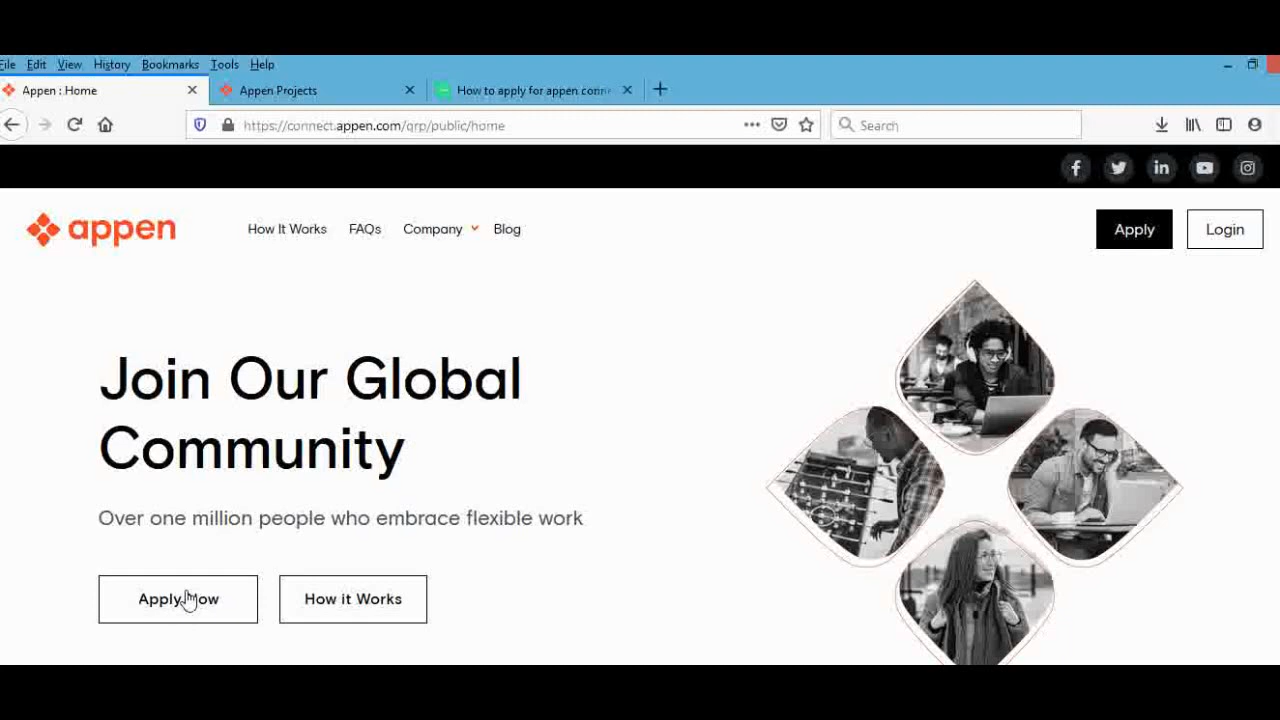 File Edit View History Bookmarks Tools Help
Appen : Home Appen Projects How to apply for appen conn
https://connect.appen.com/qrp/public/home Search
appen How It Works FAQs Company Blog Apply Login
Join Our Global
Community
Over one million people who embrace flexible work
Apply Now How it Works